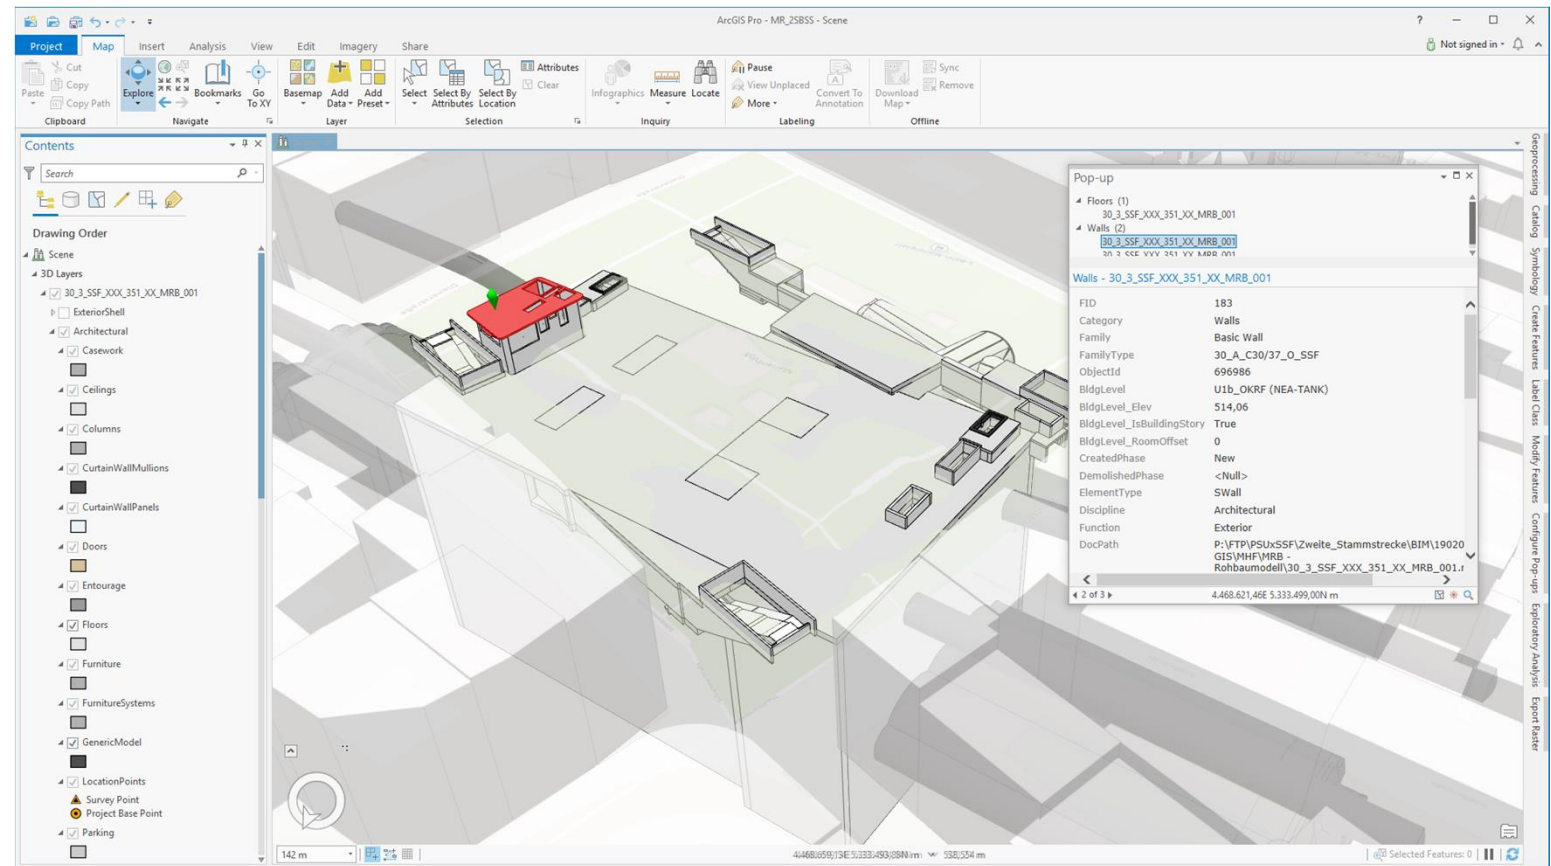 ArcGIS Pro - MR_2SBSS - Scene
?
Project Map Insert Analysis View Edit Imagery Share
Not signed in
Paste Cut Copy Copy Path
Clipboard
Explore Bookmarks Go To XY
Navigate
Basemap Add Data Add Preset
Layer
Select Select By Attributes Select By Location Attributes Clear
Selection
Infographics Measure Locate
Inquiry
Pause View Unplaced More Convert To Annotation
Labeling
Download Map Sync Remove
Offline
Contents
Search
Drawing Order
Scene
3D Layers
30_3_SSF_XXX_351_XX_MRB_001
ExteriorShell
Architectural
Casework
Ceilings
Columns
CurtainWallMullions
CurtainWallPanels
Doors
Entourage
Floors
Furniture
FurnitureSystems
GenericModel
LocationPoints
Survey Point
Project Base Point
Parking
Pop-up
Floors (1)
30_3_SSF_XXX_351_XX_MRB_001
Walls (2)
30_3_SSF_XXX_351_XX_MRB_001
30_3_SSF_XXX_351_XX_MRB_001
Walls - 30_3_SSF_XXX_351_XX_MRB_001
FID 183
Category Walls
Family Basic Wall
FamilyType 30_A_C30/37_O_SSF
ObjectId 696986
BldgLevel U1b_OKRF (NEA-TANK)
BldgLevel_Elev 514,06
BldgLevel_IsBuildingStory True
BldgLevel_RoomOffset 0
CreatedPhase New
DemolishedPhase <Null>
ElementType SWall
Discipline Architectural
Function Exterior
DocPath P:\FTP\PSUxSSF\Zweite_Stammstrecke\BIM\19020
GIS\MHF\MRB -
Rohbaumodell\30_3_SSF_XXX_351_XX_MRB_001.r
2 of 3
4.468.621,46E 5.333.499,00N m
Geoprocessing
Catalog
Symbology
Create Features
Label Class
Modify Features
Configure Pop-ups
Exploratory Analysis
Export Raster
142 m
Selected Features: 0